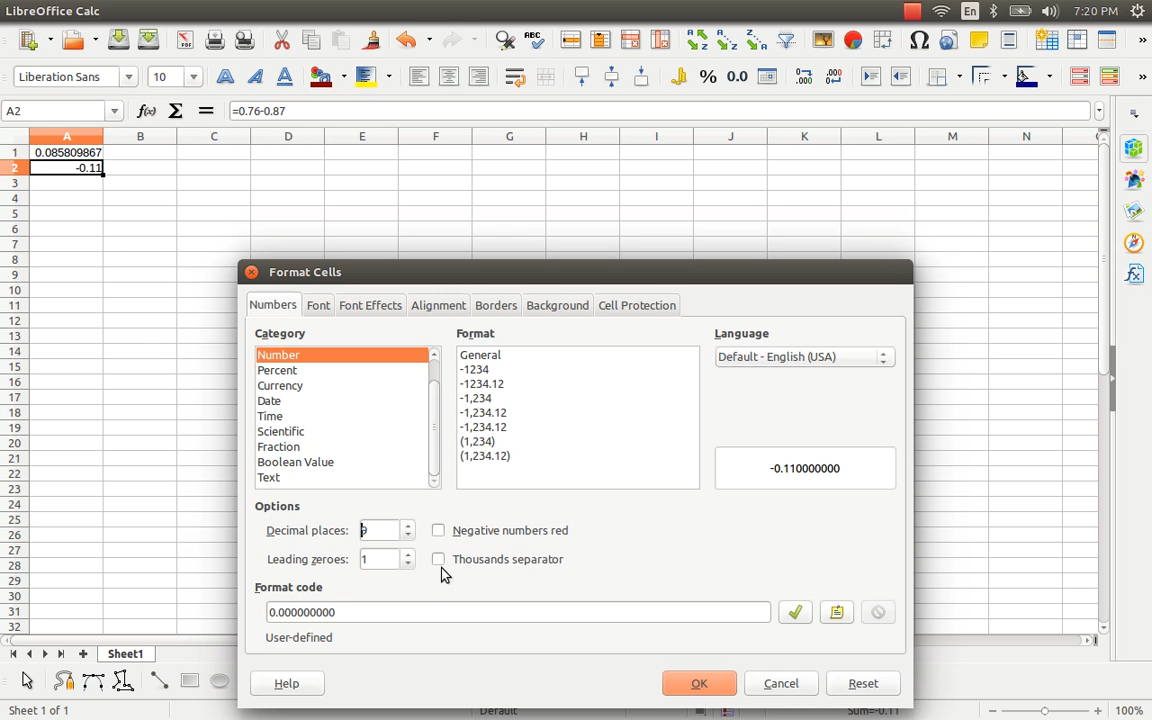 LibreOffice Calc
En
7:20 PM
Liberation Sans
10
%
0.0
A2
=0.76-0.87
A B C D E F G H I J K L M N
1 0.085809867
2 -0.11
3
4
5
6
7
8
9
10
11
12
13
14
15
16
17
18
19
20
21
22
23
24
25
26
27
28
29
30
31
32
Format Cells
Numbers Font Font Effects Alignment Borders Background Cell Protection
Category
Number
Percent
Currency
Date
Time
Scientific
Fraction
Boolean Value
Text
Format
General
-1234
-1234.12
-1,234
-1,234.12
-1,234.12
(1,234)
(1,234.12)
Language
Default - English (USA)
-0.110000000
Options
Decimal places: 9
Negative numbers red
Leading zeroes: 1
Thousands separator
Format code
0.000000000
User-defined
Help
OK
Cancel
Reset
Sheet1
Sheet 1 of 1
Default
Sum=-0.11
100%